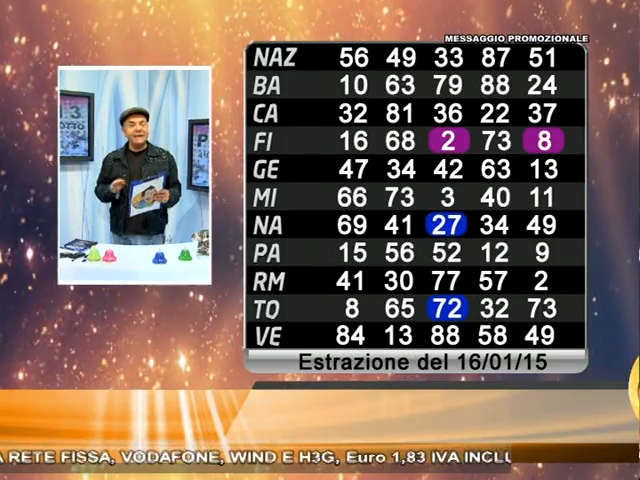 MESSAGGIO PROMOZIONALE
NAZ 56 49 33 87 51
BA 10 63 79 88 24
CA 32 81 36 22 37
FI 16 68 2 73 8
GE 47 34 42 63 13
MI 66 73 3 40 11
NA 69 41 27 34 49
PA 15 56 52 12 9
RM 41 30 77 57 2
TO 8 65 72 32 73
VE 84 13 88 58 49
Estrazione del 16/01/15
A RETE FISSA, VODAFONE, WIND E H3G, Euro 1,83 IVA INCLU